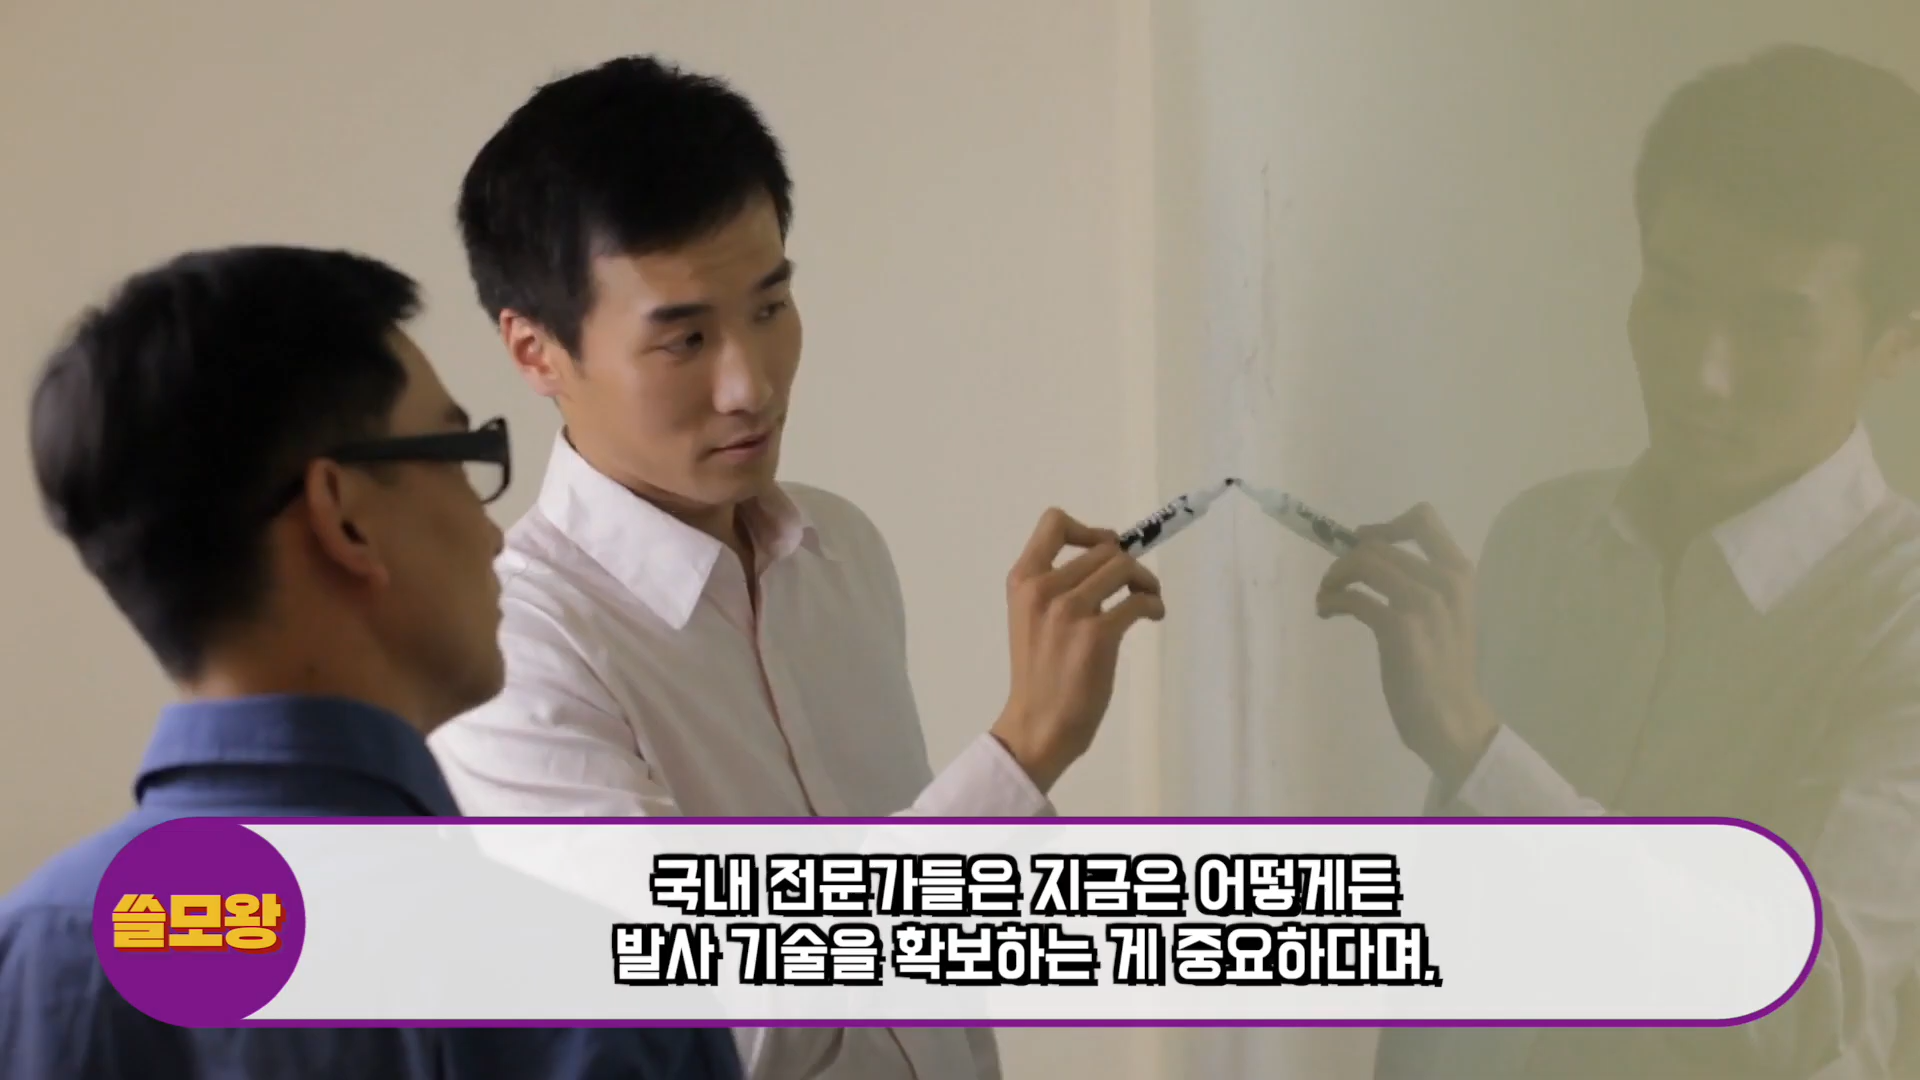 국내 전문가들은 지금은 어떻게든
발사 기술을 확보하는 게 중요하다며,
쓸모왕